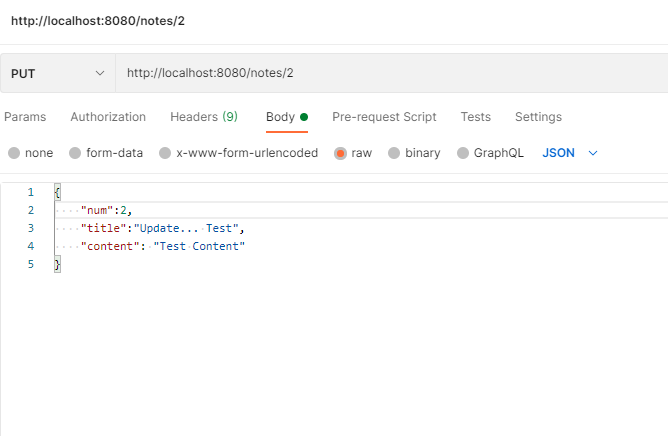 http://localhost:8080/notes/2
PUT http://localhost:8080/notes/2
Params Authorization Headers (9) Body Pre-request Script Tests Settings
none form-data x-www-form-urlencoded raw binary GraphQL JSON
1 {
2 "num":2,
3 "title":"Update... Test",
4 "content": "Test Content"
5 }